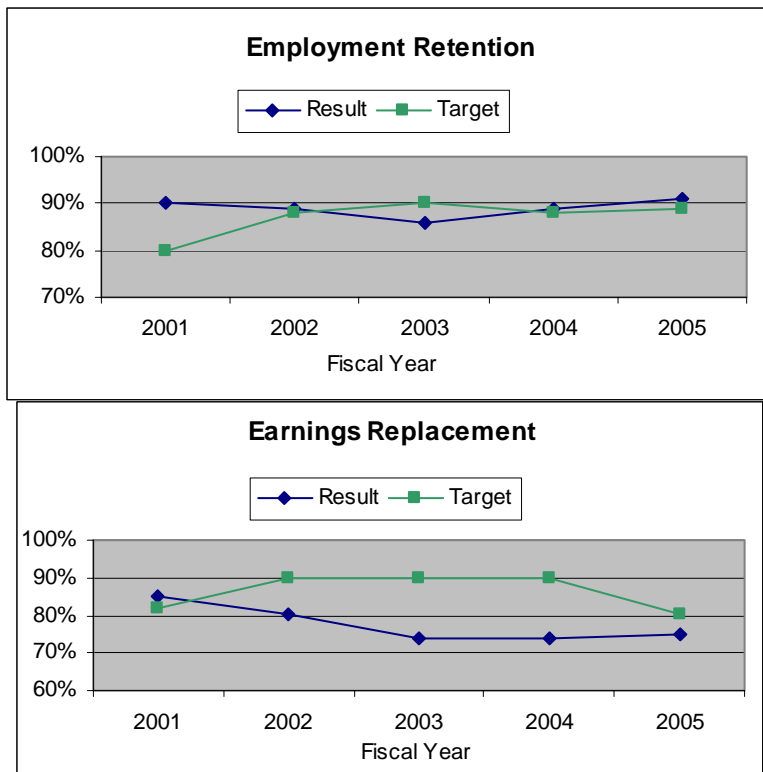 Employment Retention
Result Target
100%
90%
80%
70%
2001 2002 2003 2004 2005
Fiscal Year
Earnings Replacement
Result Target
100%
90%
80%
70%
60%
2001 2002 2003 2004 2005
Fiscal Year